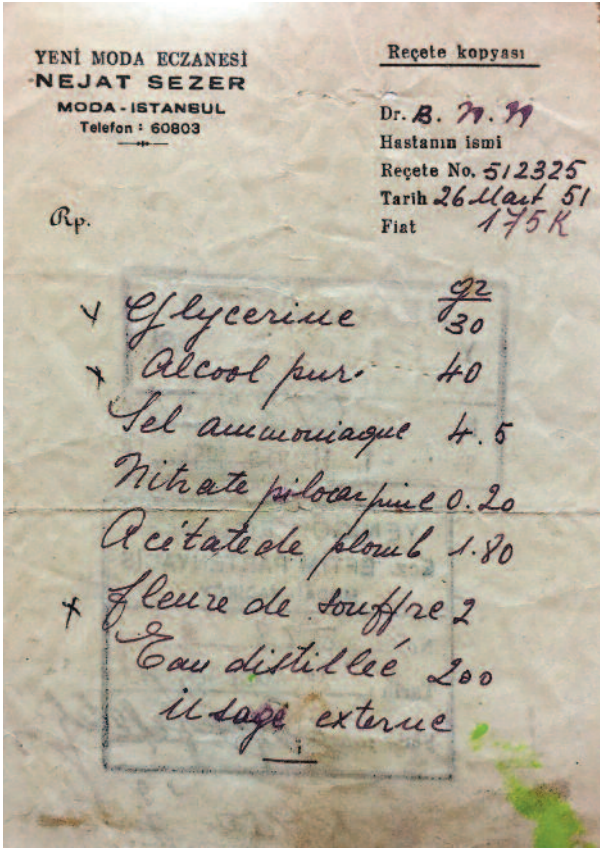 YENİ MODA ECZANESİ
NEJAT SEZER
MODA - ISTANBUL
Telefon : 60803
Reçete kopyası
Dr. B. N. N
Hastanın ismi
Reçete No. 512325
Tarih 26 Mart 51
Fiat 175 K
Rp.
gr
Glycerine 30
Alcool pur. 40
Sel ammoniaque 4.5
Nitrate pilocarpine 0.20
Acétate de plomb 1.80
fleure de souffre 2
Eau distilleé 200
Usage externe